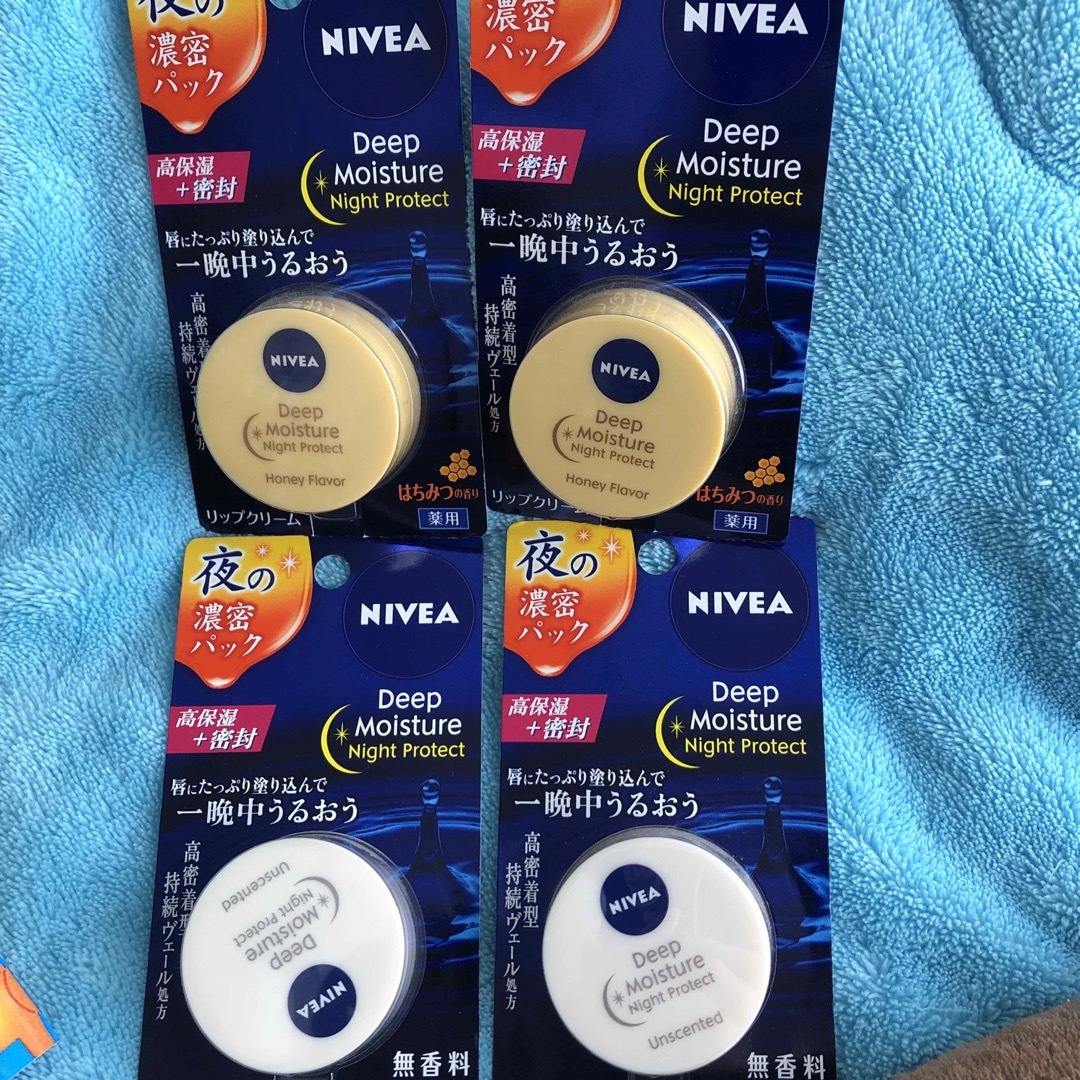 夜の
濃密
パック
NIVEA
高保湿
+密封
Deep
Moisture
Night Protect
唇にたっぷり塗り込んで
一晩中うるおう
高密着
持続ヴェール処方
NIVEA
Deep
Moisture
Night Protect
Honey Flavor
はちみつの香り
リップクリーム
薬用
濃密
パック
NIVEA
高保湿
+密封
Deep
Moisture
Night Protect
唇にたっぷり塗り込んで
一晩中うるおう
高密着型
持続ヴェール処方
NIVEA
Deep
Moisture
Night Protect
Honey Flavor
はちみつの香り
リップクリーム
薬用
夜の
濃密
パック
NIVEA
高保湿
+密封
Deep
Moisture
Night Protect
唇にたっぷり塗り込んで
一晩中うるおう
高密着型
持続ヴェール処方
NIVEA
Deep
Moisture
Night Protect
Unscented
無香料
夜の
濃密
パック
NIVEA
高保湿
+密封
Deep
Moisture
Night Protect
唇にたっぷり塗り込んで
一晩中うるおう
高密着型
持続ヴェール処方
NIVEA
Deep
Moisture
Night Protect
Unscented
無香料